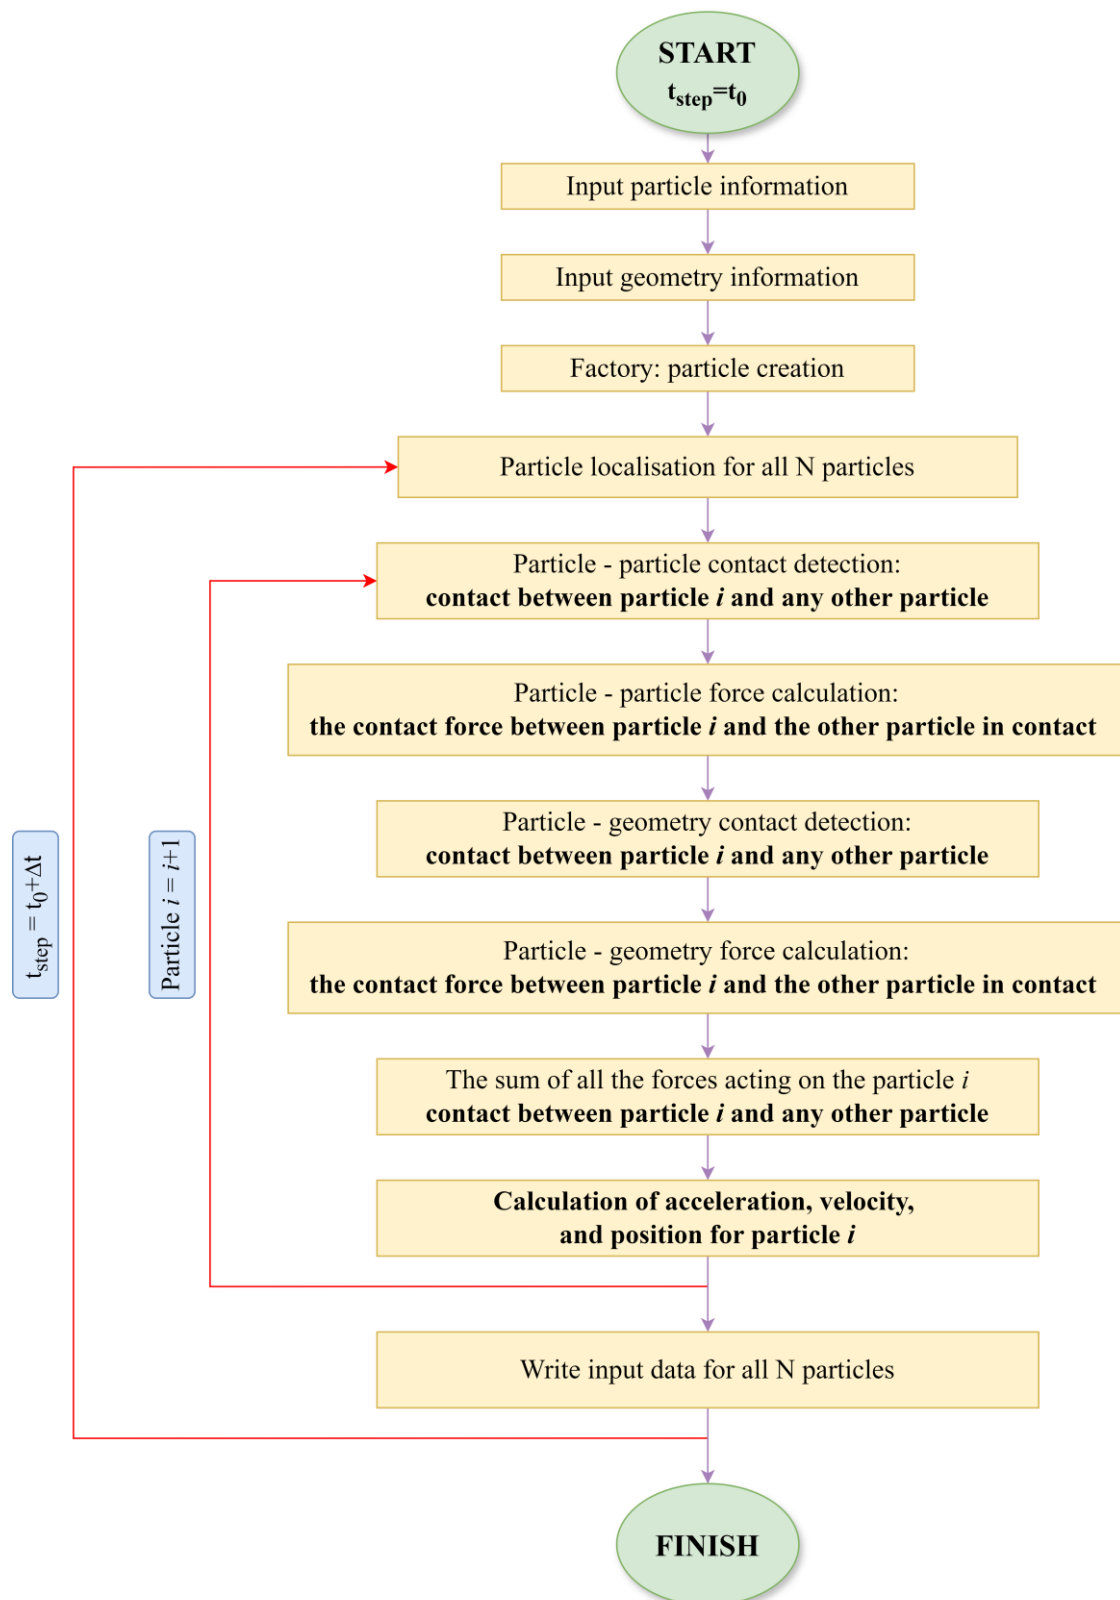 START
t_step=t_0
Input particle information
Input geometry information
Factory: particle creation
Particle localisation for all N particles
Particle - particle contact detection:
contact between particle i and any other particle
Particle - particle force calculation:
the contact force between particle i and the other particle in contact
Particle - geometry contact detection:
contact between particle i and any other particle
Particle - geometry force calculation:
the contact force between particle i and the other particle in contact
The sum of all the forces acting on the particle i
contact between particle i and any other particle
Calculation of acceleration, velocity,
and position for particle i
Write input data for all N particles
FINISH
Particle i = i+1
t_step = t_0+Δt